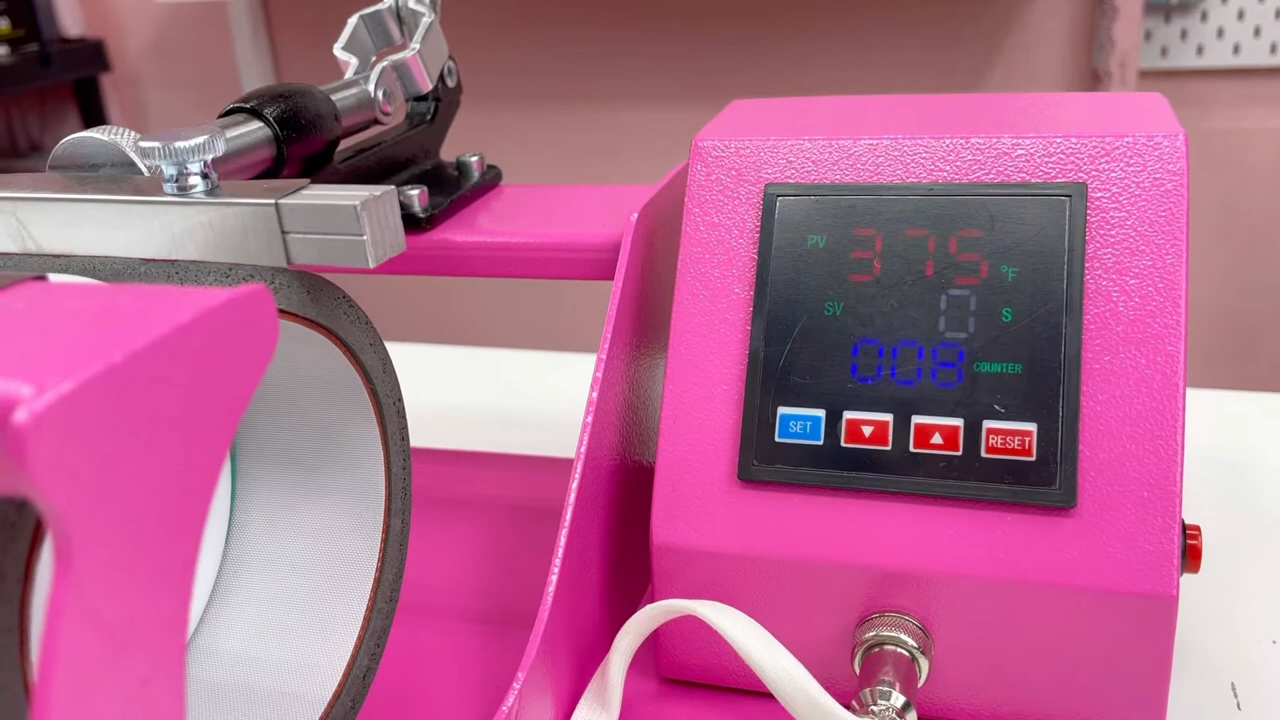 PV 375 °F
SV 0 S
008 COUNTER
SET ▼ ▲ RESET